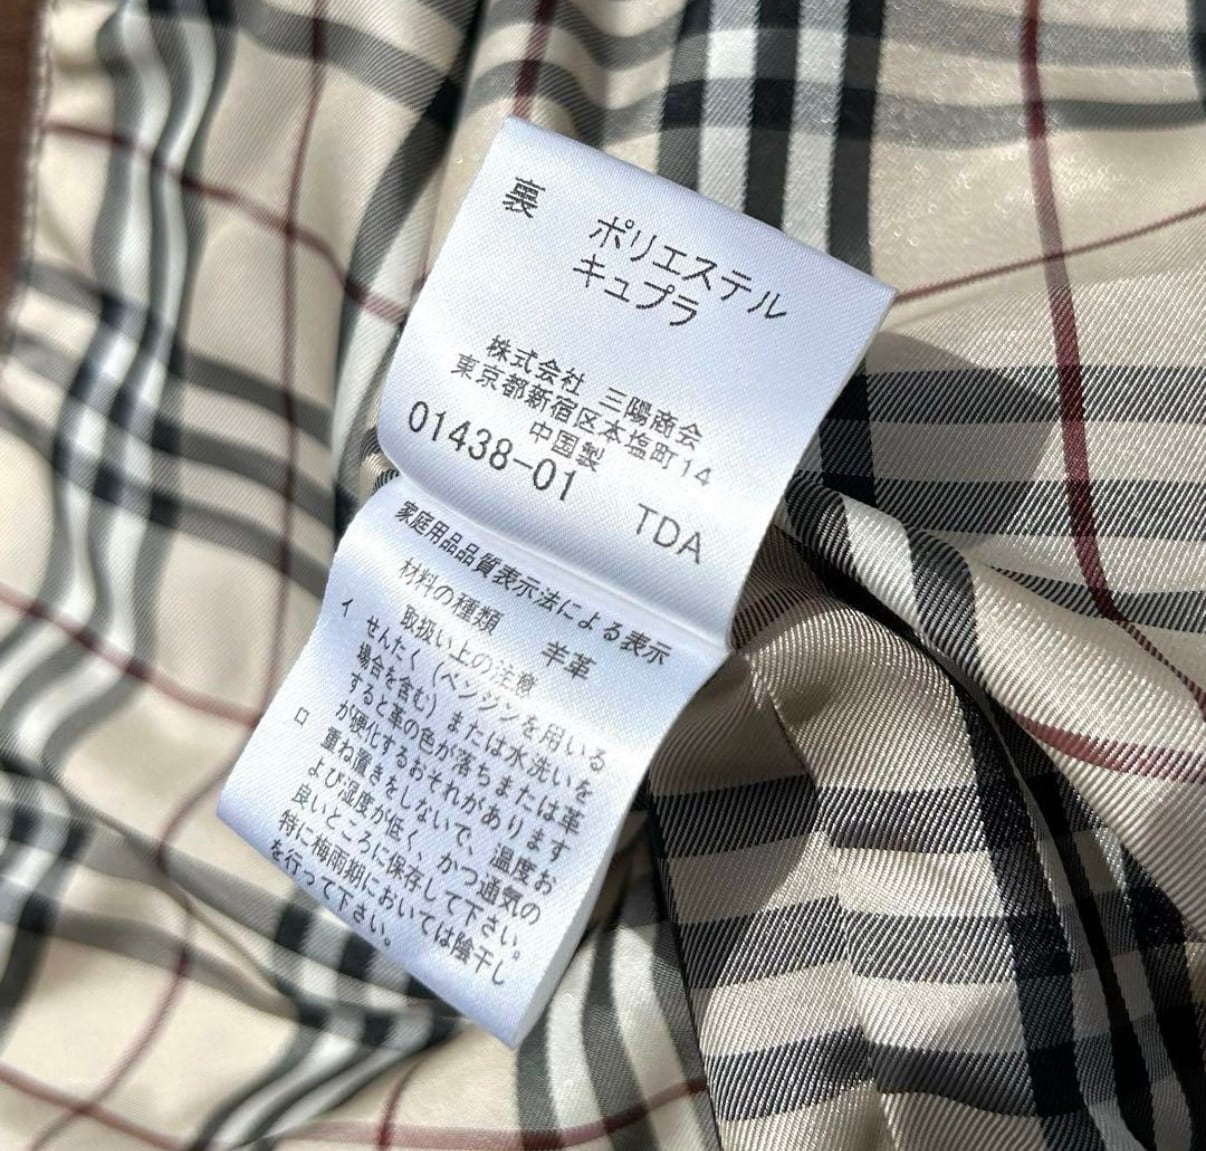 裏 ポリエステル
キュプラ
株式会社 三陽商会
東京都新宿区本塩町14
中国製
01438-01 TDA
家庭用品品質表示法による表示
材料の種類 羊革
取扱い上の注意
イ せんたく(ベンジンを用いる
場合を含む)または水洗いを
すると革の色が落ちまたは革
が硬化するおそれがあります
ロ 重ね置きをしないで、温度お
よび湿度が低く、かつ通気の
良いところに保存して下さい。
特に梅雨期においては陰干し
を行って下さい。